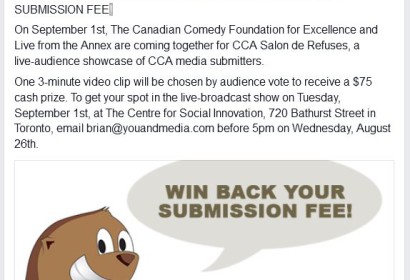 SUBMISSION FEE
On September 1st, The Canadian Comedy Foundation for Excellence and
Live from the Annex are coming together for CCA Salon de Refuses, a
live-audience showcase of CCA media submitters.
One 3-minute video clip will be chosen by audience vote to receive a $75
cash prize. To get your spot in the live-broadcast show on Tuesday,
September 1st, at The Centre for Social Innovation, 720 Bathurst Street in
Toronto, email brian@youandmedia.com before 5pm on Wednesday, August
26th.
WIN BACK YOUR
SUBMISSION FEE!